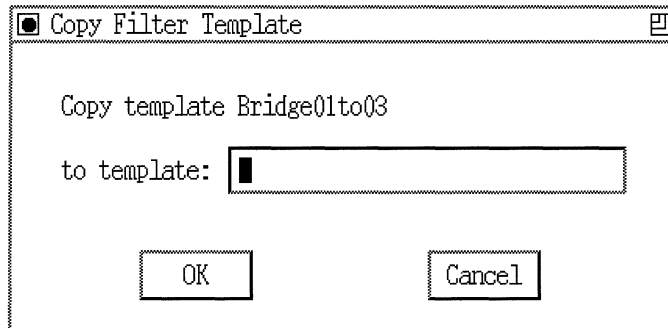 Copy Filter Template
Copy template Bridge01to03
to template:
OK
Cancel